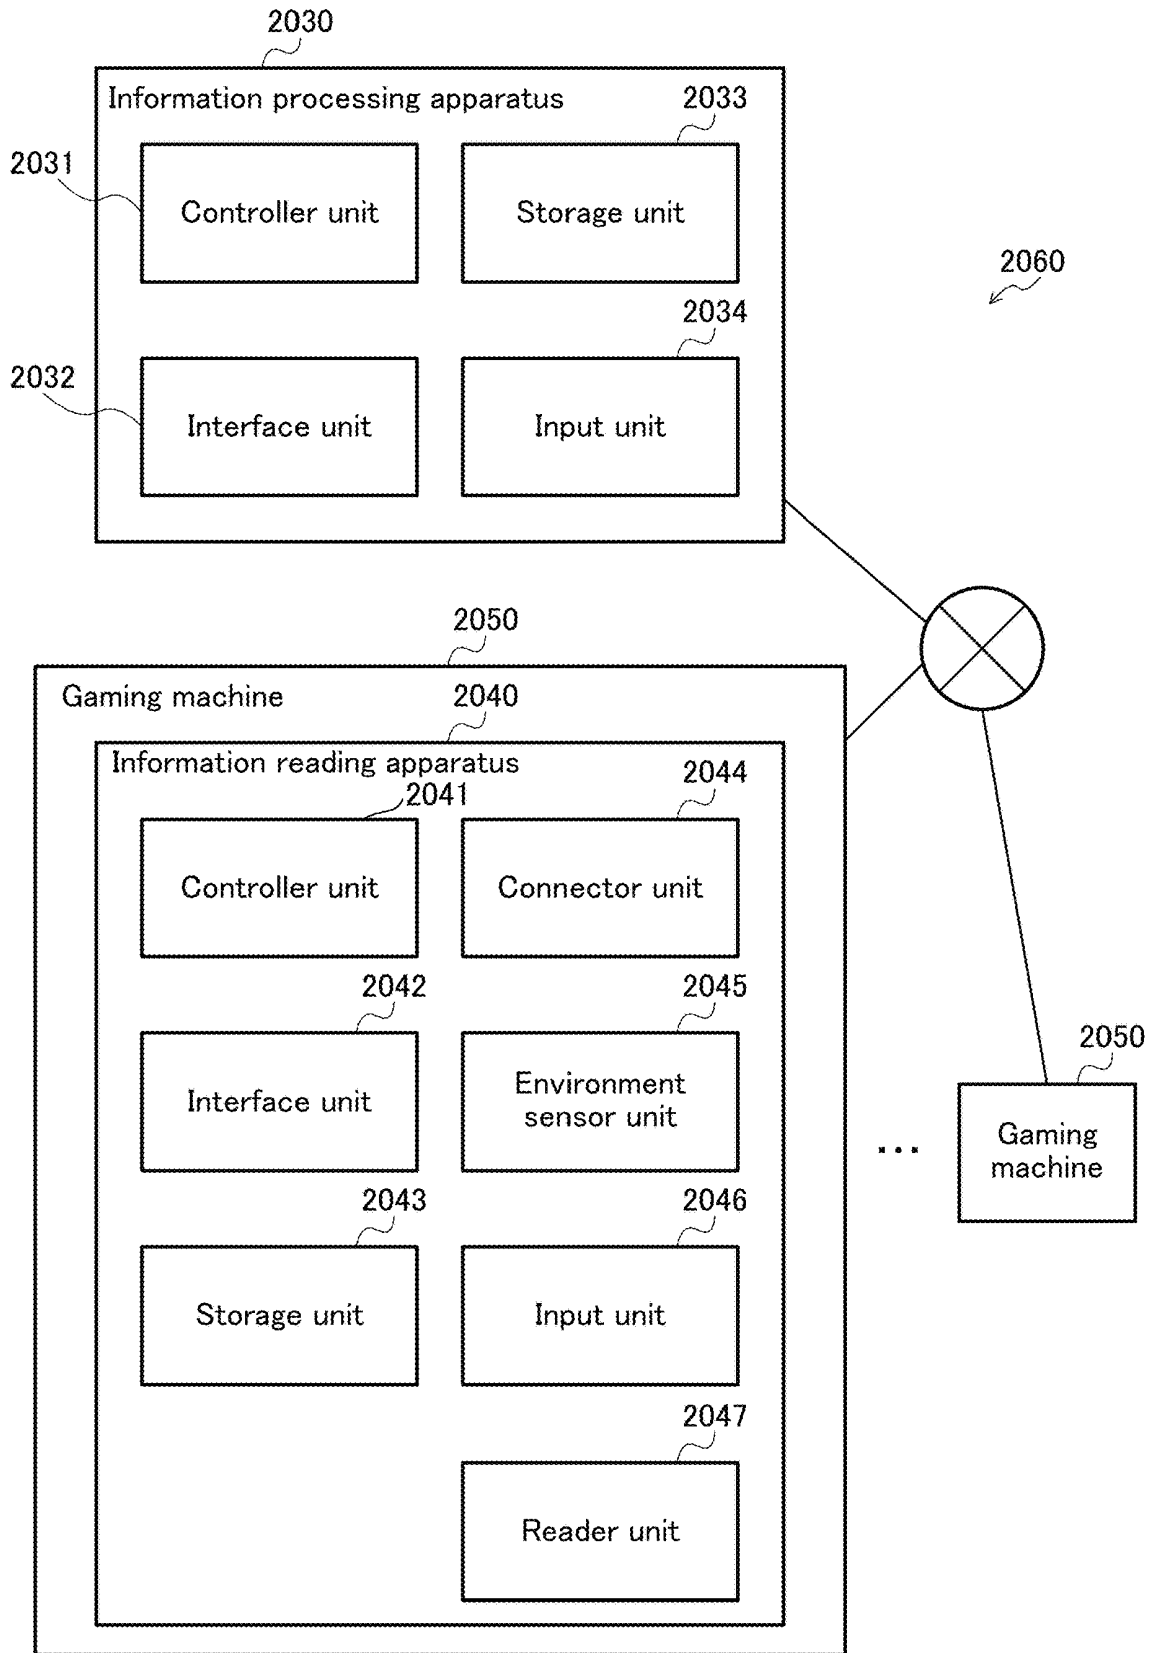 2030
Information processing apparatus
2033
2031
Controller unit
Storage unit
2060
2034
2032
Interface unit
Input unit
2050
Gaming machine
2040
Information reading apparatus
2041
2044
Controller unit
Connector unit
2042
2045
Interface unit
Environment
sensor unit
2050
Gaming
machine
...
2043
2046
Storage unit
Input unit
2047
Reader unit